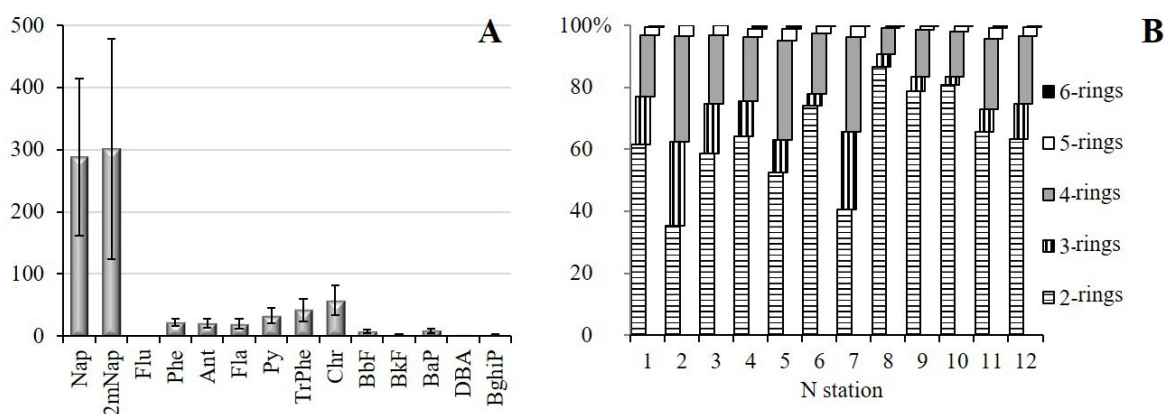 500
400
300
200
100
0
A
Nap
2mNap
Flu
Phe
Ant
Fla
Py
TrPhe
Chr
BbF
BkF
BaP
DBA
BghiP
100%
80
60
40
20
0
B
1 2 3 4 5 6 7 8 9 10 11 12
N station
6-rings
5-rings
4-rings
3-rings
2-rings